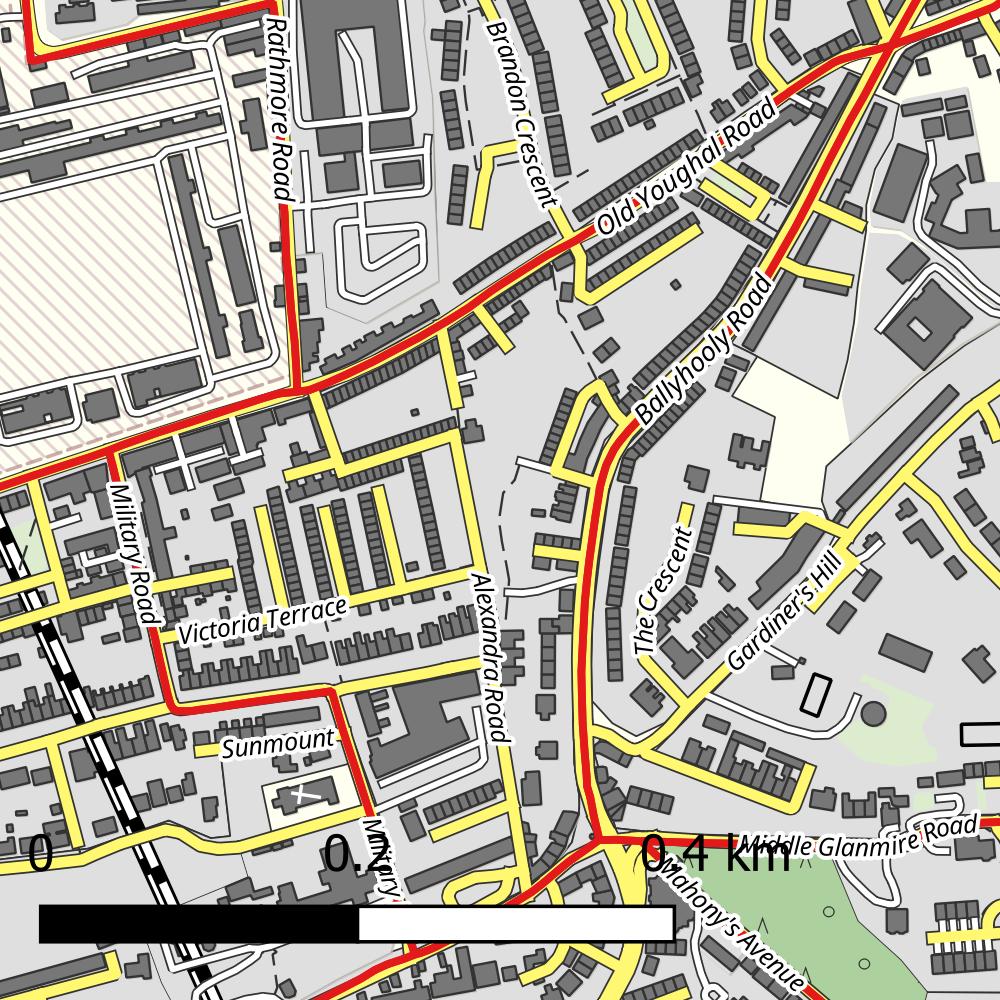 Rathmore Road
Brandon Crescent
Old Youghal Road
Ballyhooly Road
Military Road
Victoria Terrace
Alexandra Road
The Crescent
Gardiner's Hill
Sunmount
Military
Middle Glanmire Road
Mahony's Avenue
0 0.2 0.4 km